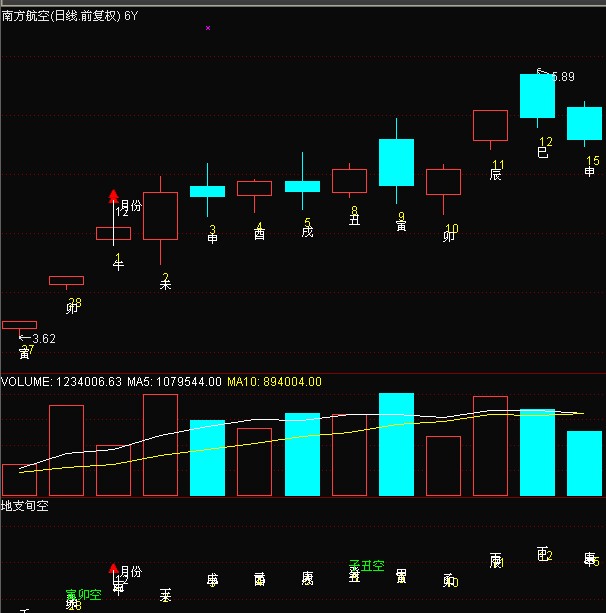 南方航空(日线.前复权) 6Y
5.89
12
巳
15
申
11
辰
12
月份
8
丑
9
寅
10
卯
3
申
4
酉
5
戌
1
午
2
未
28
卯
←3.62
27
寅
VOLUME: 1234006.63 MA5: 1079544.00 MA10: 894004.00
地支旬空
月份
12
子丑空
寅卯空
28